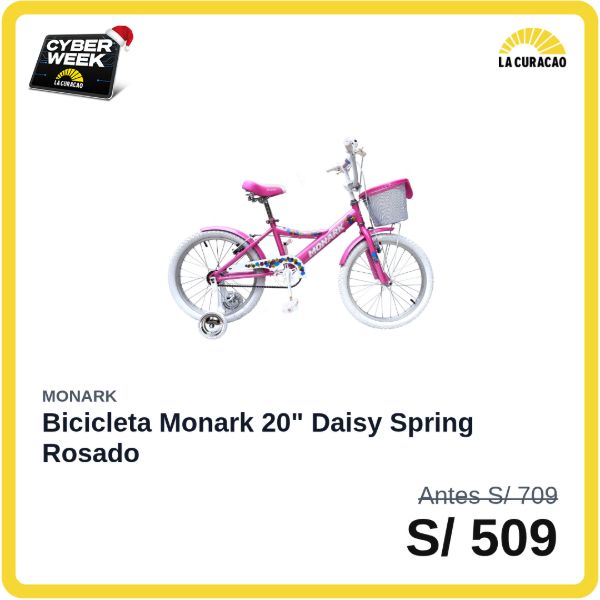 CYBER
WEEK
LA CURACAO
LA CURACAO
MONARK
MONARK
Bicicleta Monark 20" Daisy Spring
Rosado
Antes S/ 709
S/ 509